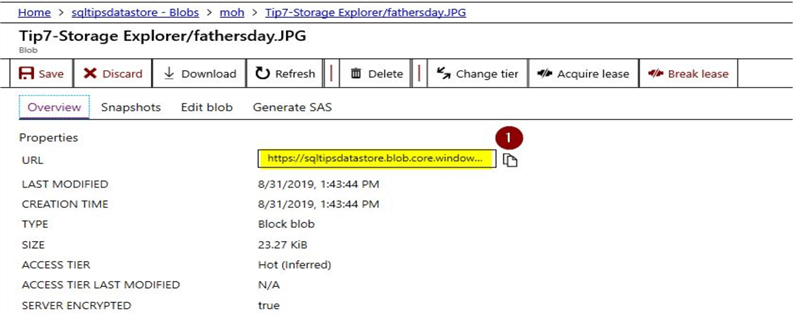 Home > sqltipsdatastore - Blobs > moh > Tip7-Storage Explorer/fathersday.JPG
Tip7-Storage Explorer/fathersday.JPG
Blob
Save Discard Download Refresh Delete Change tier Acquire lease Break lease
Overview Snapshots Edit blob Generate SAS
Properties 1
URL https://sqltipsdatastore.blob.core.window...
LAST MODIFIED 8/31/2019, 1:43:44 PM
CREATION TIME 8/31/2019, 1:43:44 PM
TYPE Block blob
SIZE 23.27 KiB
ACCESS TIER Hot (Inferred)
ACCESS TIER LAST MODIFIED N/A
SERVER ENCRYPTED true